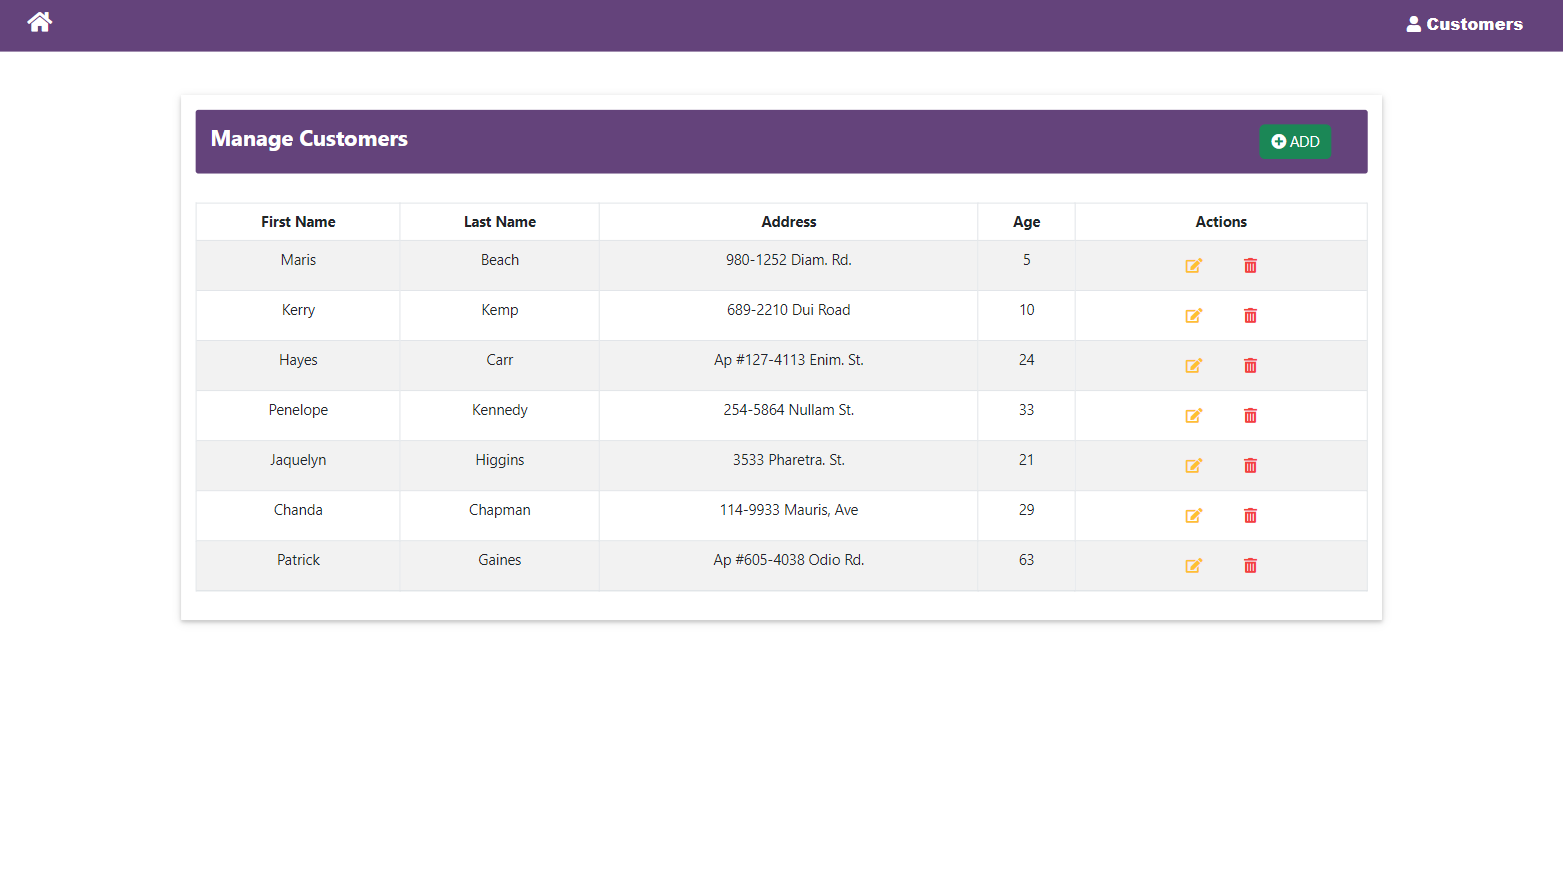 Customers
Manage Customers
ADD
First Name Last Name Address Age Actions
Maris Beach 980-1252 Diam. Rd. 5
Kerry Kemp 689-2210 Dui Road 10
Hayes Carr Ap #127-4113 Enim. St. 24
Penelope Kennedy 254-5864 Nullam St. 33
Jaquelyn Higgins 3533 Pharetra. St. 21
Chanda Chapman 114-9933 Mauris, Ave 29
Patrick Gaines Ap #605-4038 Odio Rd. 63